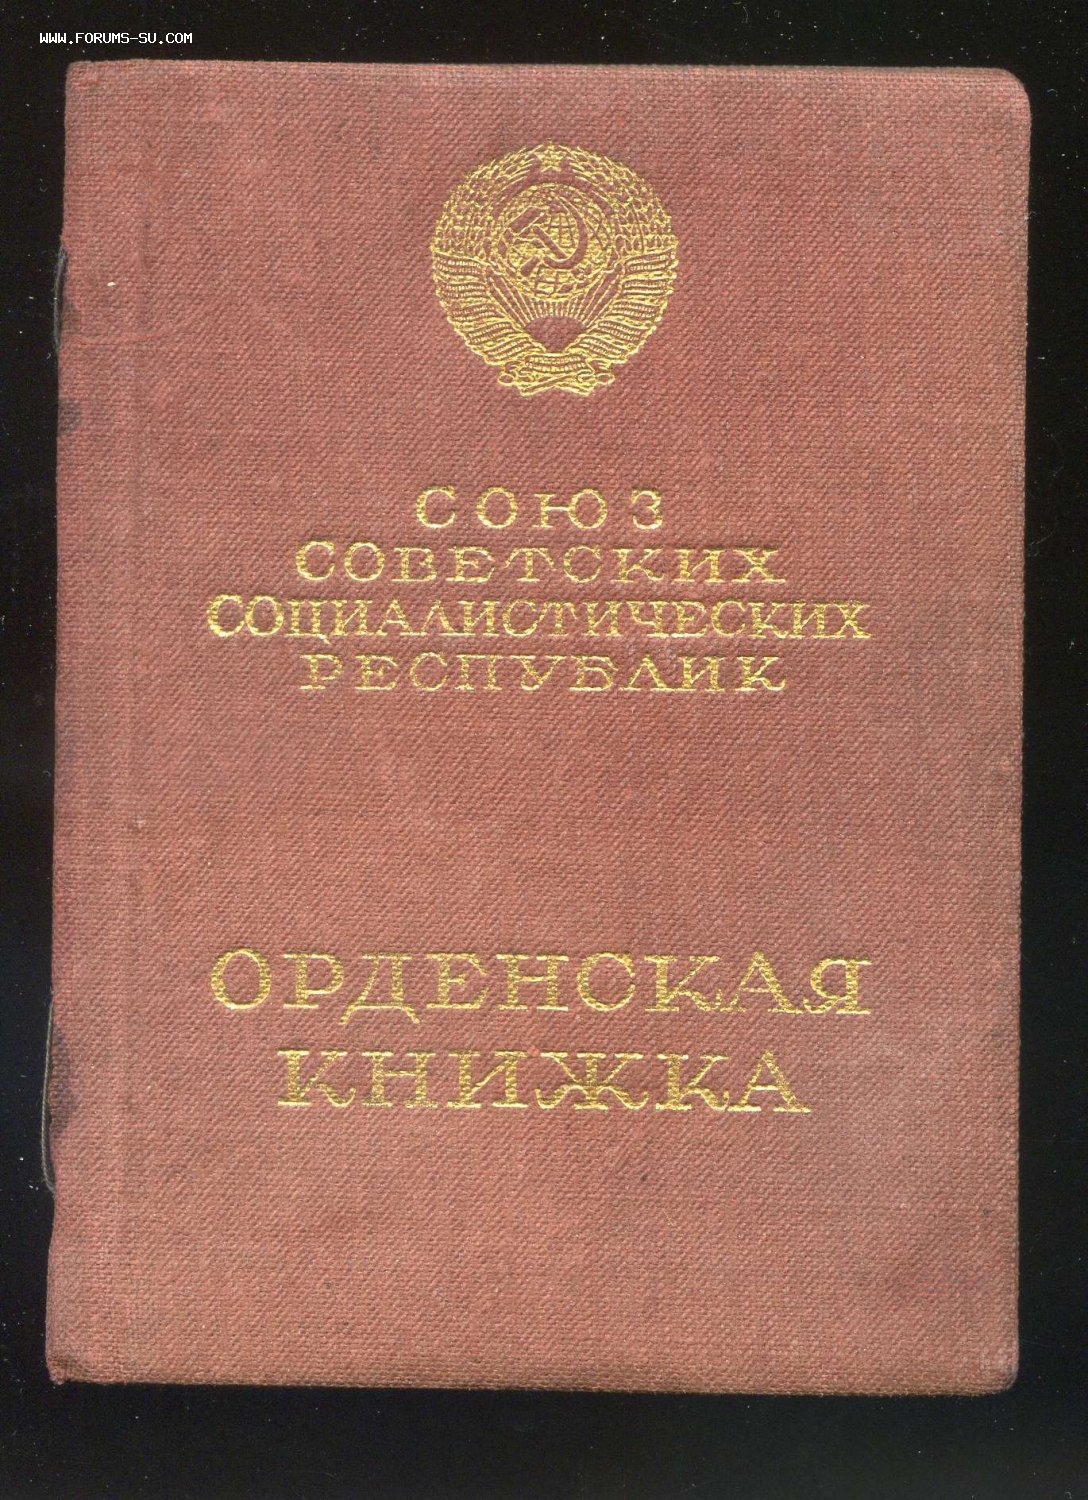 WWW.FORUMS-SU.COM
СОЮЗ
СОВЕТСКИХ
СОЦИАЛИСТИЧЕСКИХ
РЕСПУБЛИК
ОРДЕНСКАЯ
КНИЖКА